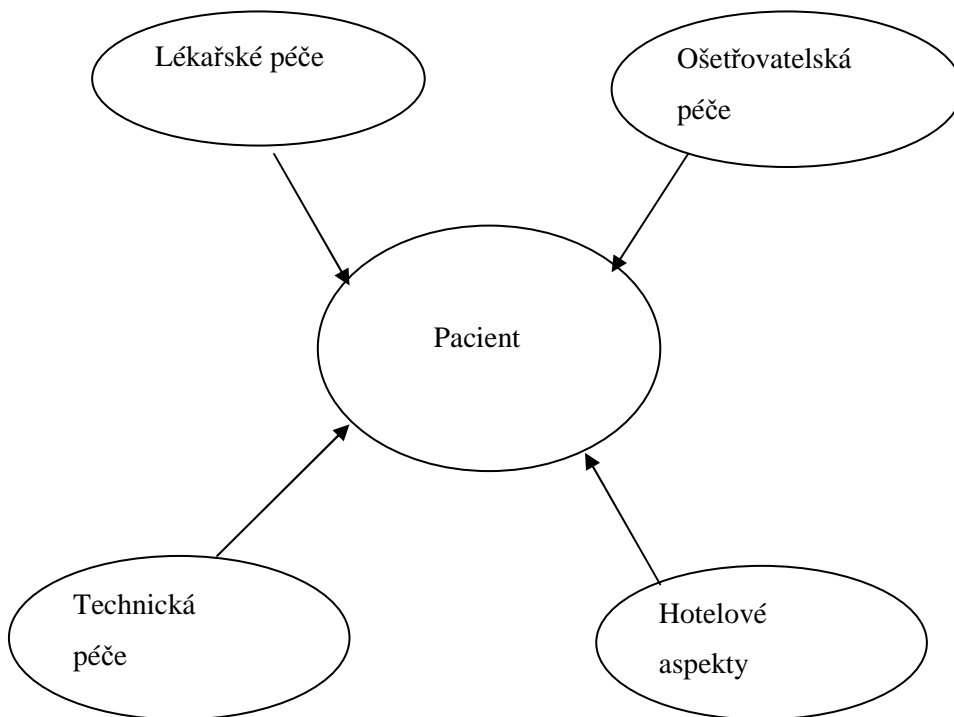 Lékařské péče
Ošetřovatelská
péče
Pacient
Technická
péče
Hotelové
aspekty